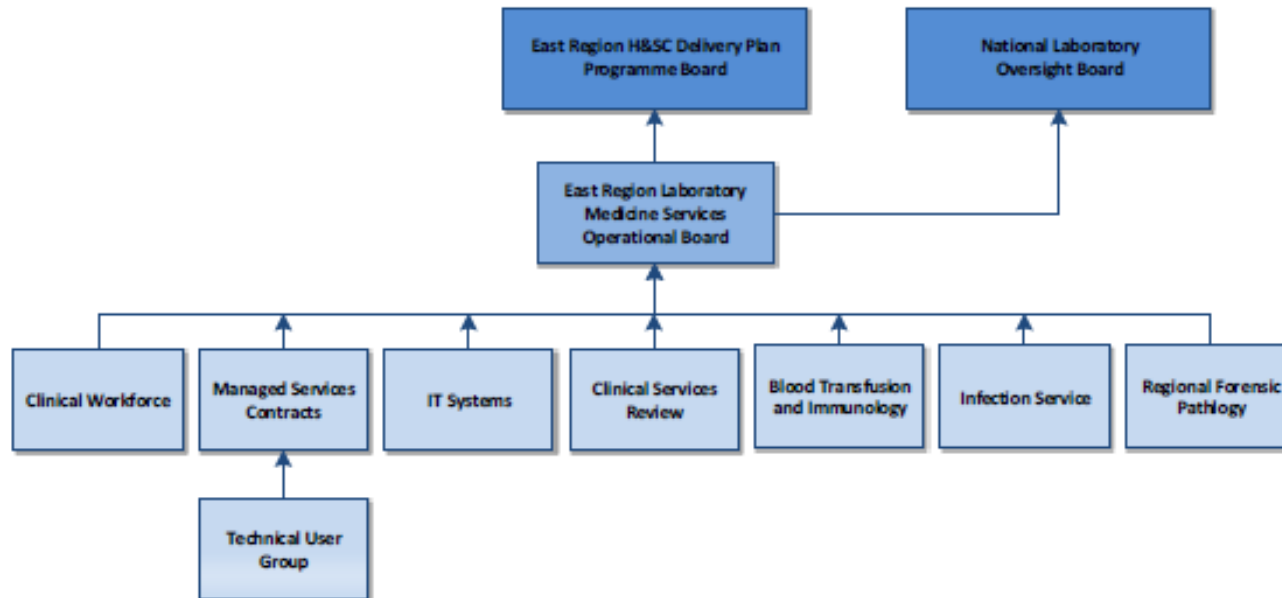 East Region H&SC Delivery Plan
Programme Board
National Laboratory
Oversight Board
East Region Laboratory
Medicine Services
Operational Board
Clinical Workforce
Managed Services
Contracts
IT Systems
Clinical Services
Review
Blood Transfusion
and Immunology
Infection Service
Regional Forensic
Pathlogy
Technical User
Group